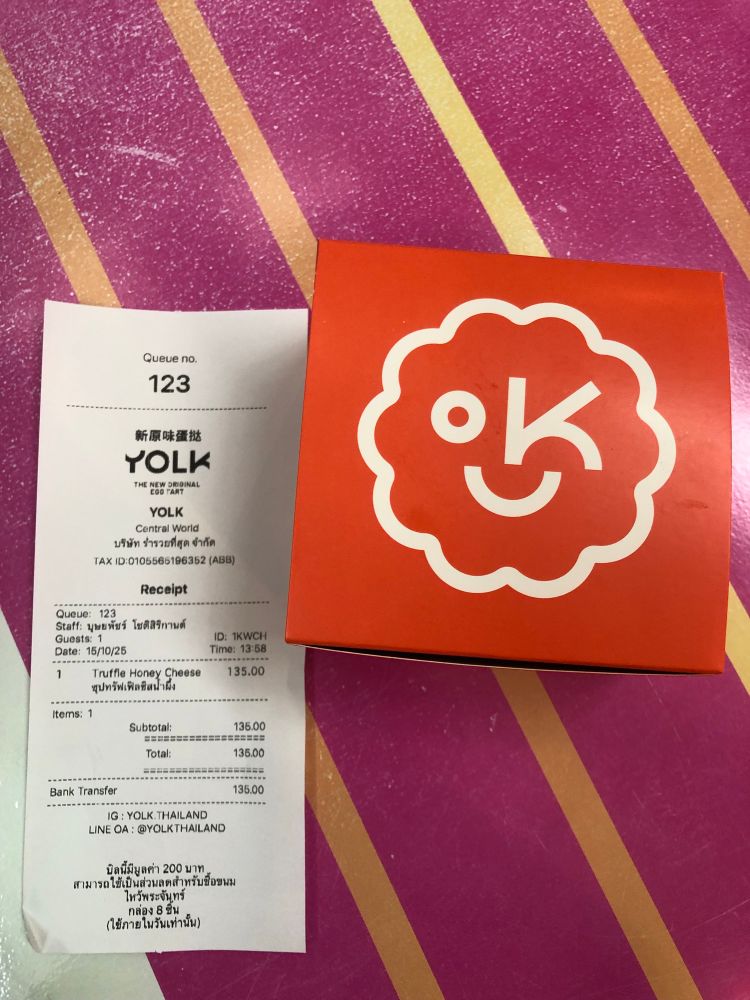 Queue no.
123
新原味蛋挞
YOLK
THE NEW ORIGINAL
EGG TART
YOLK
Central World
บริษัท ร่ำรวยที่สุด จำกัด
TAX ID:0105565196352 (ABB)
Receipt
Queue: 123
Staff: บุษยพัชร์ โชติสิริกานต์
Guests: 1 ID: 1KWCH
Date: 15/10/25 Time: 13:58
1 Truffle Honey Cheese 135.00
ซุปทรัฟเฟิลชีสน้ำผึ้ง
Items: 1
Subtotal: 135.00
===================
Total: 135.00
===================
Bank Transfer 135.00
IG : YOLK.THAILAND
LINE OA : @YOLKTHAILAND
บิลนี้มีมูลค่า 200 บาท
สามารถใช้เป็นส่วนลดสำหรับซื้อขนม
ไหว้พระจันทร์
กล่อง 8 ชิ้น
(ใช้ภายในวันเท่านั้น)
OK